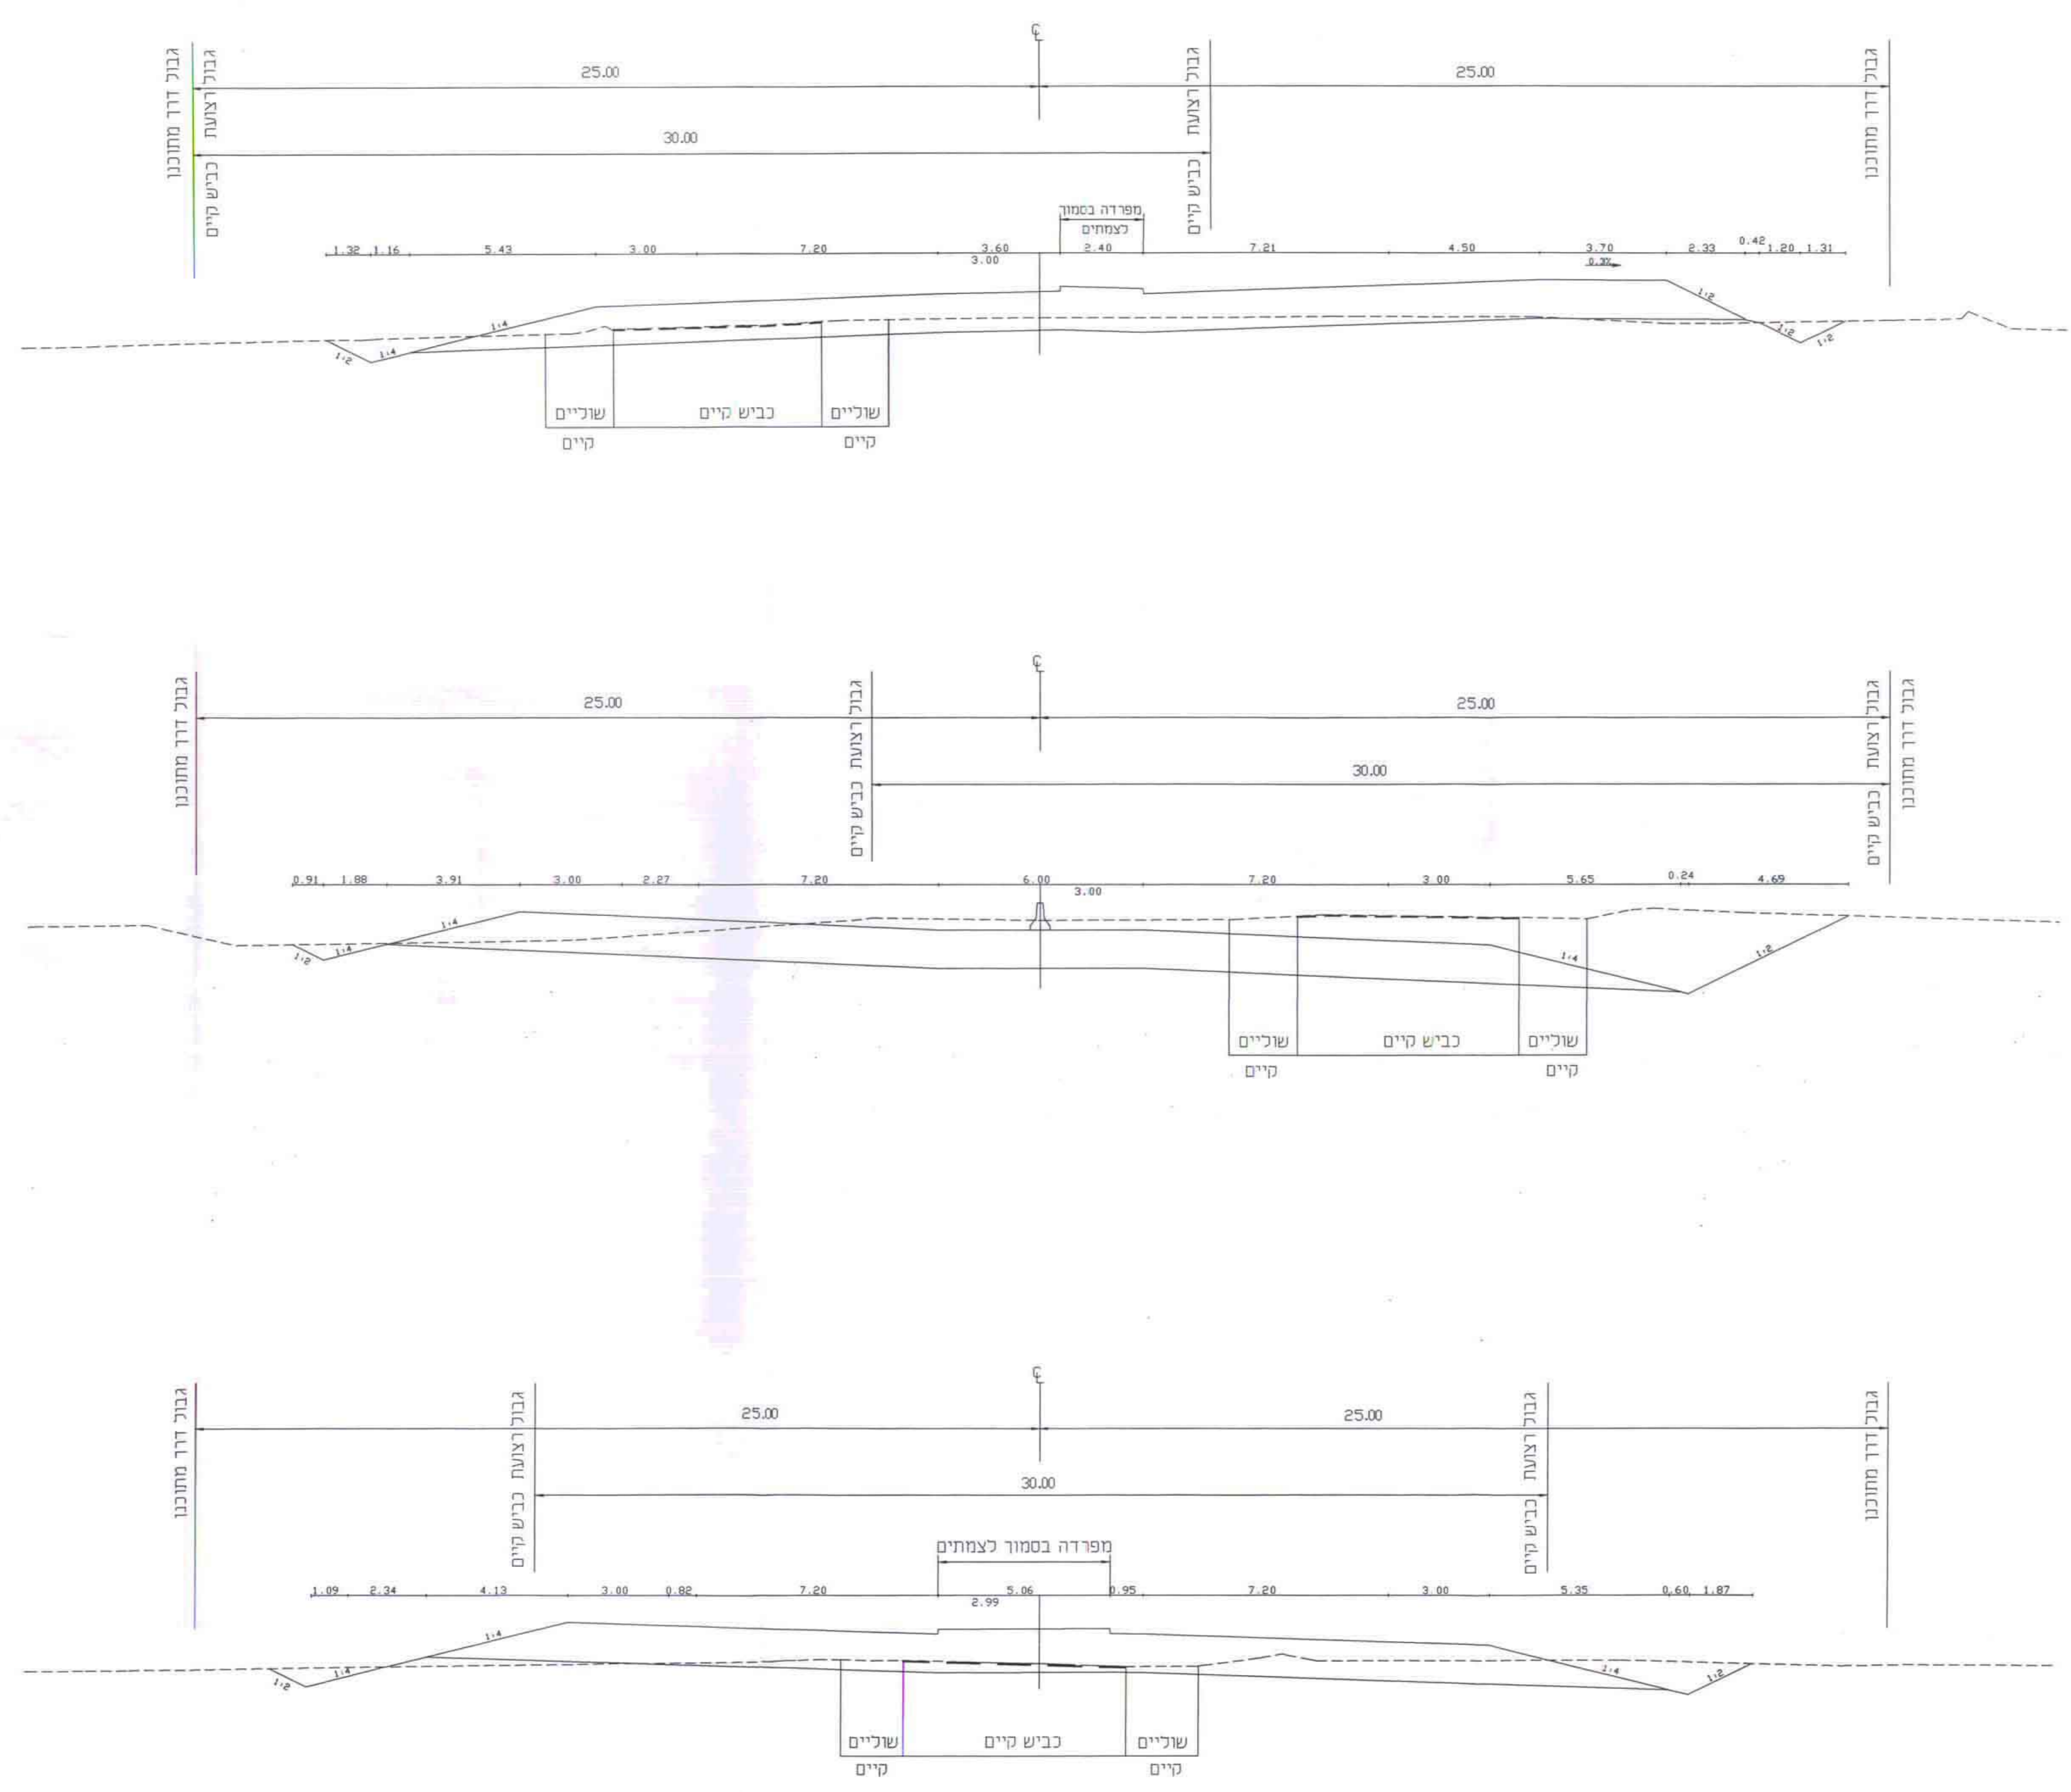 ℄
גבול דרך מתוכנן
גבול רצועת כביש קיים
25.00
25.00
גבול רצועת כביש קיים
גבול דרך מתוכנן
30.00
מפרדה בסמוך
לצמתים
1.32 1.16 5.43 3.00 7.20 3.60 2.40 7.21 4.50 3.70 2.33 0.42 1.20 1.31
3.00
0.3%
1:2 1:4 1:4 1:2 1:2 1:2
שוליים כביש קיים שוליים
קיים קיים
℄
גבול דרך מתוכנן
25.00
גבול רצועת כביש קיים
25.00
גבול רצועת כביש קיים
גבול דרך מתוכנן
30.00
0.91 1.88 3.91 3.00 2.27 7.20 6.00 7.20 3.00 5.65 0.24 4.69
3.00
1:2 1:4 1:4 1:4 1:2
שוליים כביש קיים שוליים
קיים קיים
℄
גבול דרך מתוכנן
גבול רצועת כביש קיים
25.00
25.00
גבול רצועת כביש קיים
גבול דרך מתוכנן
30.00
מפרדה בסמוך לצמתים
1.09 2.34 4.13 3.00 0.82 7.20 5.06 0.95 7.20 3.00 5.35 0.60 1.87
2.99
1:2 1:4 1:4 1:4 1:2
שוליים כביש קיים שוליים
קיים קיים